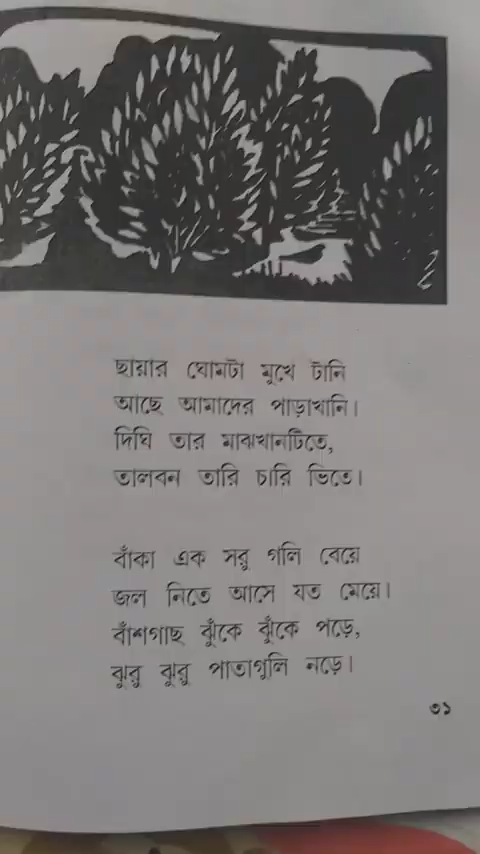 ছায়ার ঘোমটা মুখে টানি
আছে আমাদের পাড়াখানি।
দিঘি তার মাঝখানটিতে,
তালবন তারি চারি ভিতে।
বাঁকা এক সরু গলি বেয়ে
জল নিতে আসে যত মেয়ে।
বাঁশগাছ ঝুঁকে ঝুঁকে পড়ে,
ঝুরু ঝুরু পাতাগুলি নড়ে।
৩১